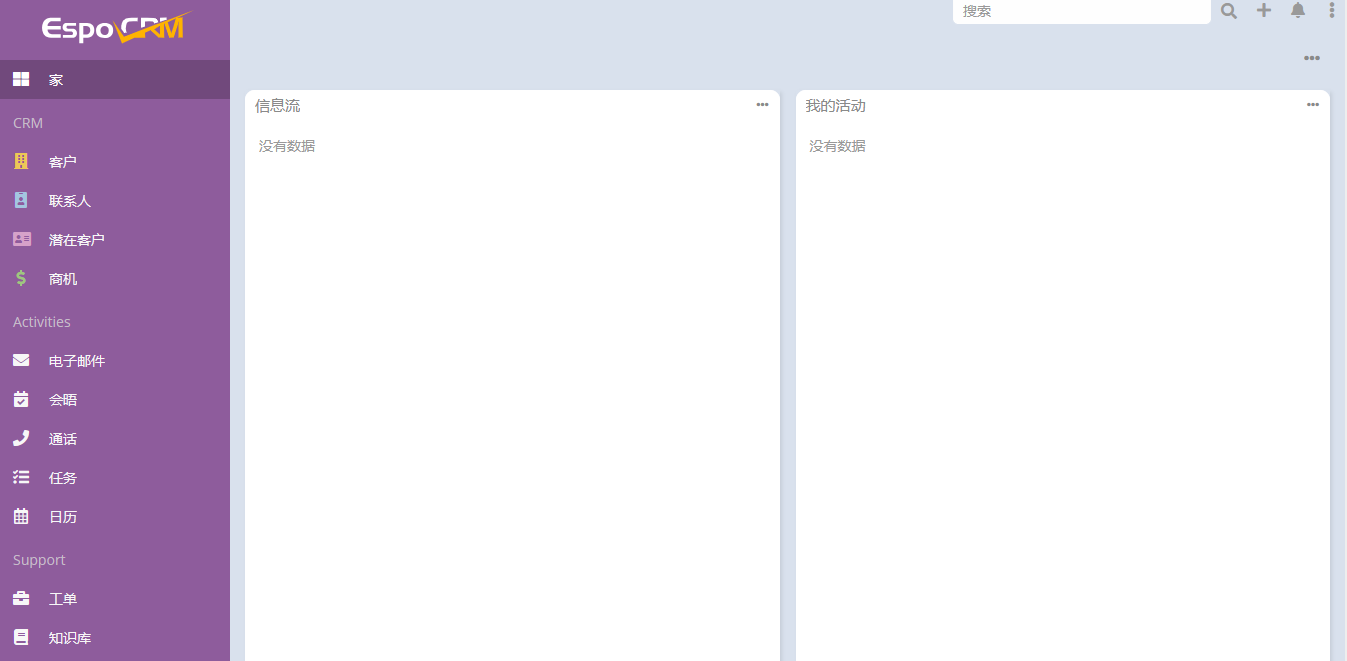 EspoCRM
搜索
家
CRM
客户
联系人
潜在客户
商机
Activities
电子邮件
会晤
通话
任务
日历
Support
工单
知识库
信息流
没有数据
我的活动
没有数据